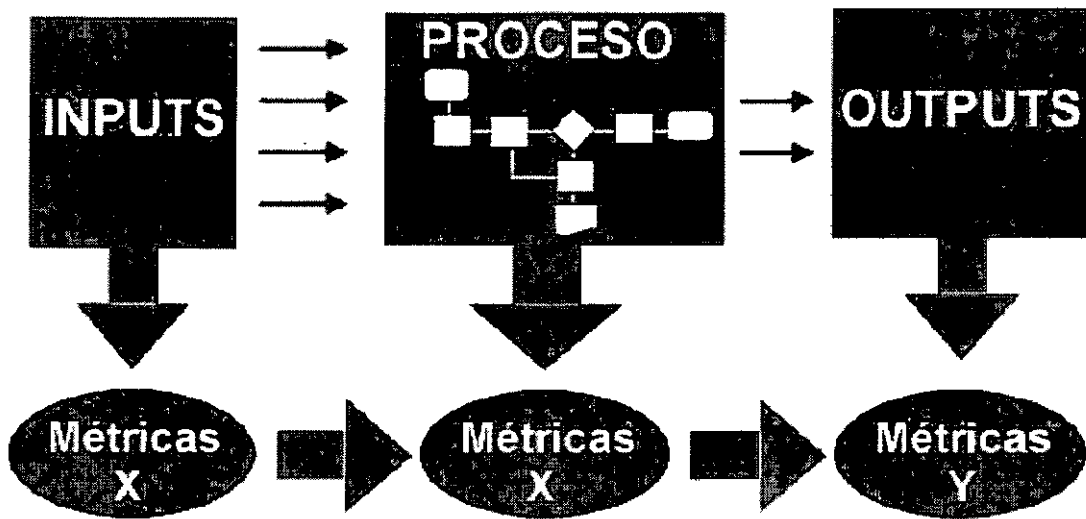 INPUTS
PROCESO
OUTPUTS
Métricas
X
Métricas
X
Métricas
Y